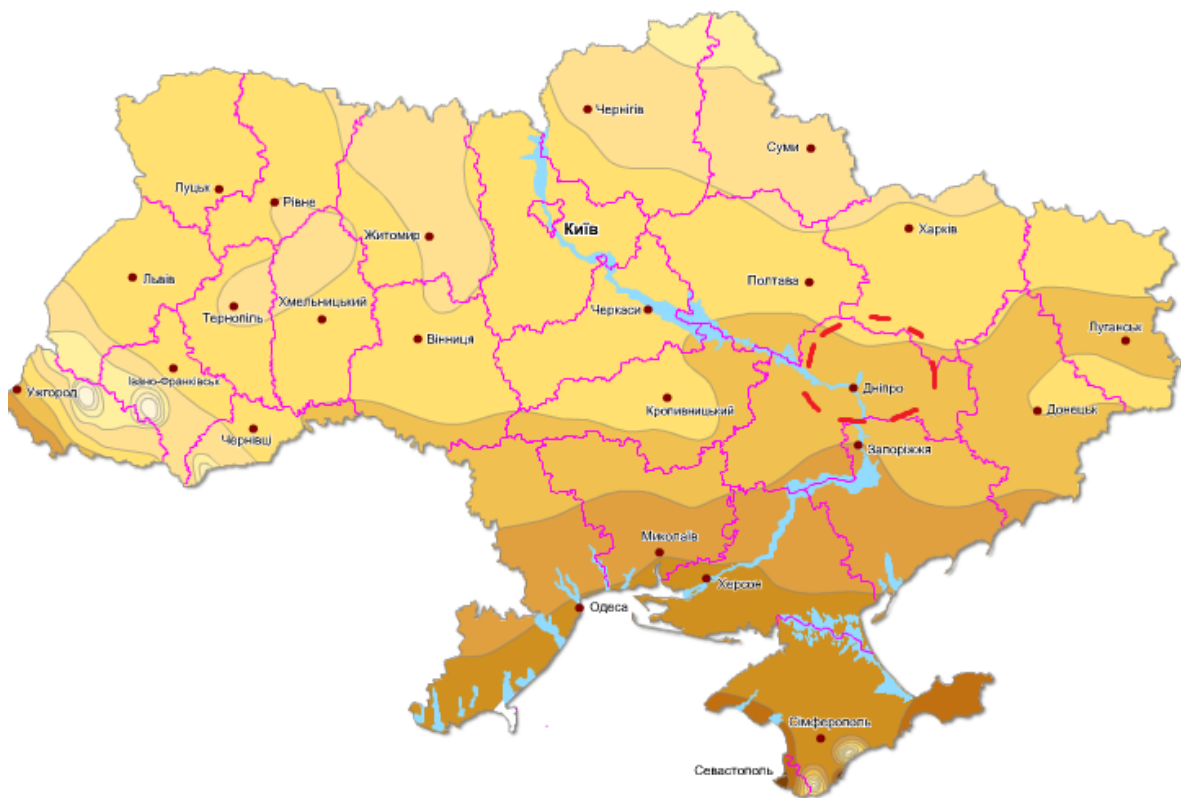 Чернігів
Суми
Луцьк
Рівне
Житомир
Київ
Харків
Львів
Полтава
Хмельницький
Тернопіль
Черкаси
Луганськ
Вінниця
Івано-Франківськ
Ужгород
Дніпро
Кропивницький
Донецьк
Чернівці
Запоріжжя
Миколаїв
Херсон
Одеса
Сімферополь
Севастополь